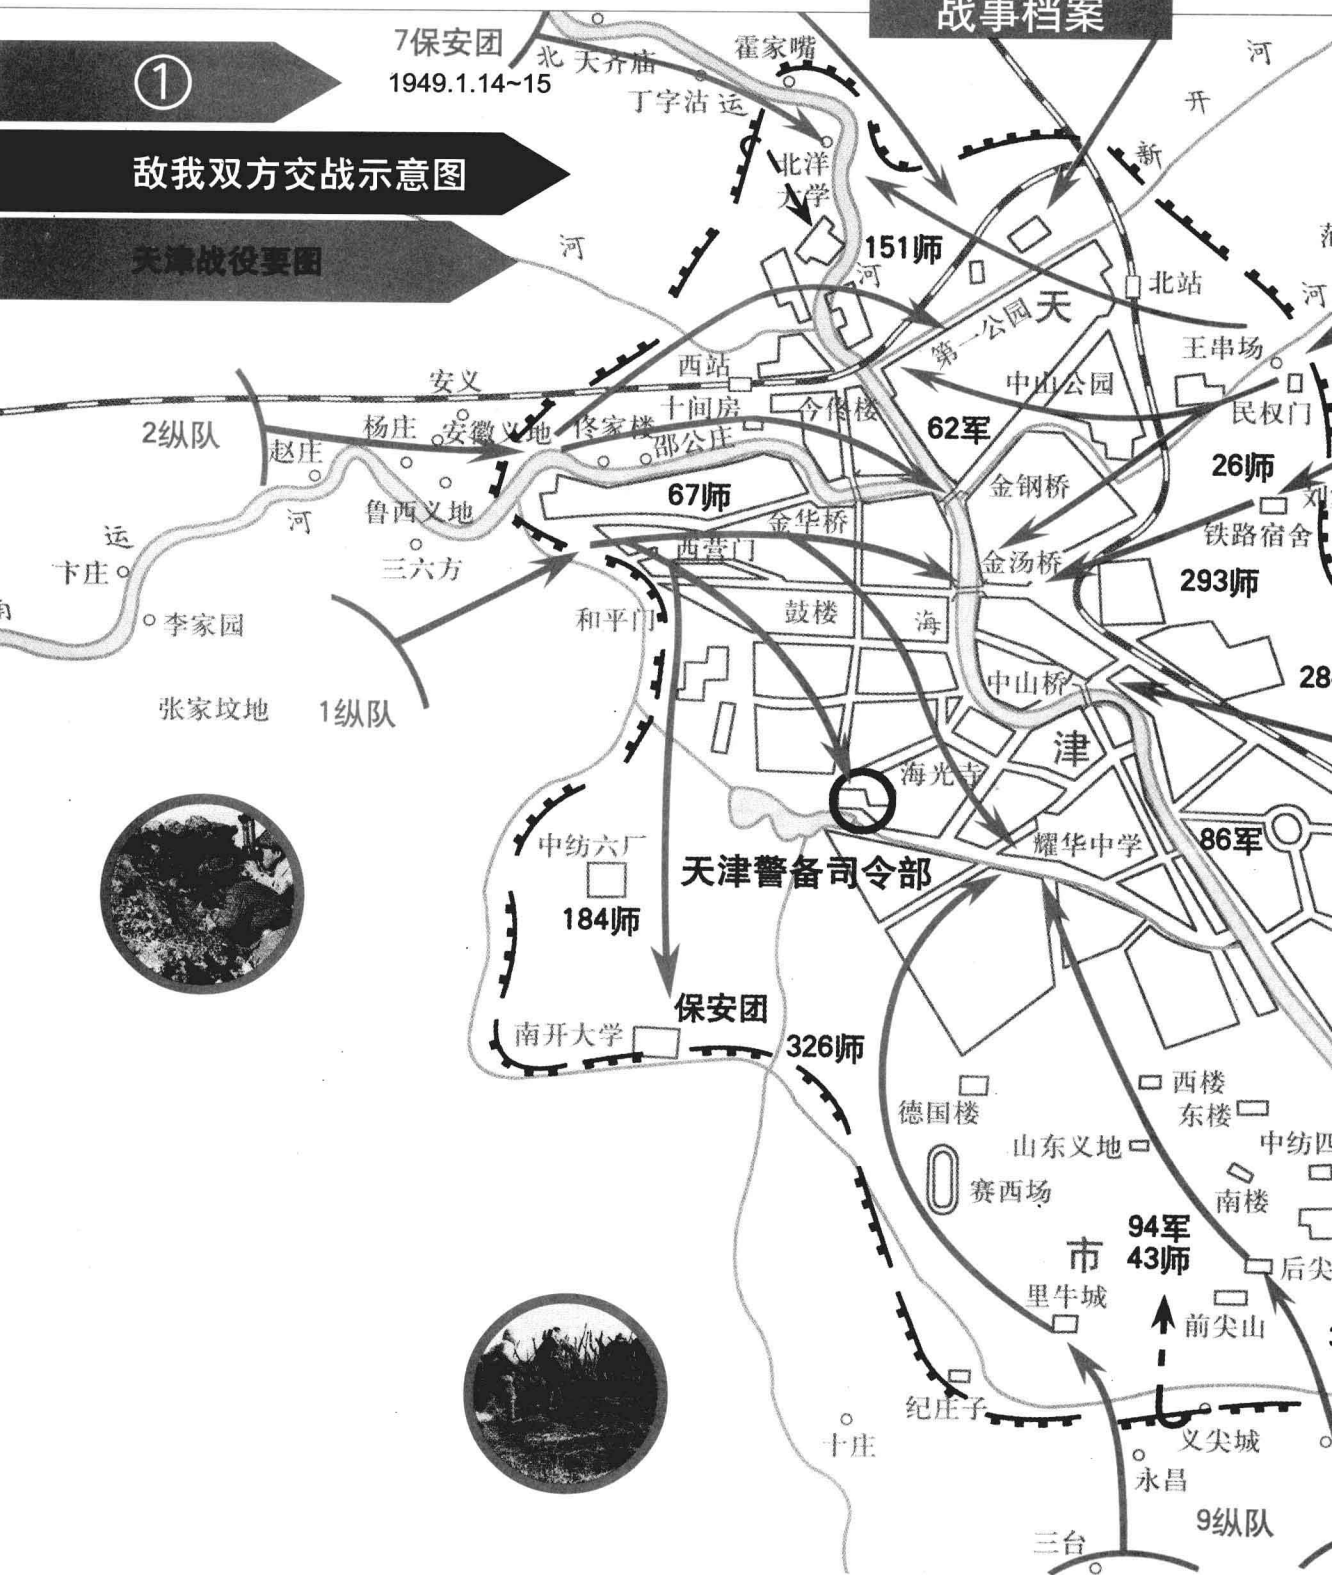 战事档案
①
敌我双方交战示意图
天津战役要图
7保安团
1949.1.14~15
北
天齐庙
霍家嘴
丁字沽
运
河
开
新
北洋
大学
151师
河
河
北站
河
天
第一公园
王串场
西站
中山公园
安义
民权门
十间房
2纵队
杨庄
安徽义地
佟家楼
邵公庄
62军
赵庄
26师
67师
金钢桥
鲁西义地
河
金华桥
铁路宿舍
运
西营门
金汤桥
卞庄
三六方
293师
李家园
和平门
鼓楼
海
28
中山桥
张家坟地
1纵队
津
海光寺
中纺六厂
耀华中学
86军
天津警备司令部
184师
保安团
南开大学
326师
德国楼
西楼
东楼
山东义地
中纺四
赛西场
南楼
94军
43师
市
后尖
里牛城
前尖山
纪庄子
十庄
义尖城
永昌
9纵队
三台